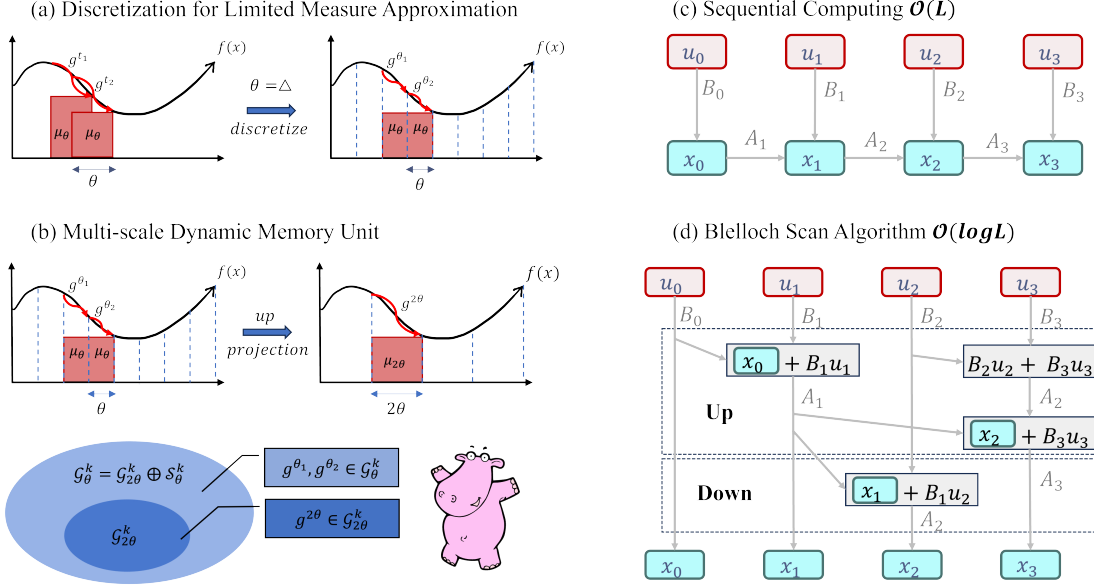 (a) Discretization for Limited Measure Approximation
f(x)
g^{t_1}
g^{t_2}
μ_θ
μ_θ
θ
θ =△
discretize
f(x)
g^{θ_1}
g^{θ_2}
μ_θ μ_θ
θ
(b) Multi-scale Dynamic Memory Unit
f(x)
g^{θ_1}
g^{θ_2}
μ_θ μ_θ
θ
up
projection
f(x)
g^{2θ}
μ_{2θ}
2θ
𝒢_θ^k = 𝒢_{2θ}^k ⊕ 𝒮_θ^k
𝒢_{2θ}^k
g^{θ_1}, g^{θ_2} ∈ 𝒢_θ^k
g^{2θ} ∈ 𝒢_{2θ}^k
(c) Sequential Computing 𝓞(L)
u_0 u_1 u_2 u_3
B_0 B_1 B_2 B_3
A_1 A_2 A_3
x_0 x_1 x_2 x_3
(d) Blelloch Scan Algorithm 𝓞(logL)
u_0 u_1 u_2 u_3
B_0 B_1 B_2 B_3
x_0 + B_1u_1
B_2u_2 + B_3u_3
A_1
A_2
Up
x_2 + B_3u_3
Down
x_1 + B_1u_2
A_3
A_2
x_0 x_1 x_2 x_3